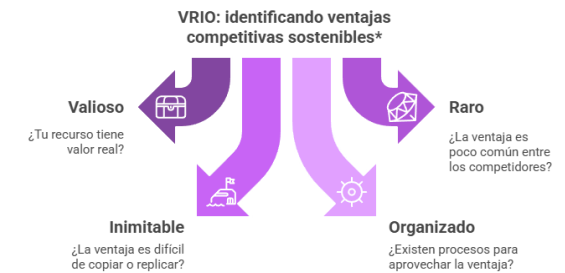 VRIO: identificando ventajas
competitivas sostenibles*
Valioso
¿Tu recurso tiene
valor real?
Raro
¿La ventaja es
poco común entre
los competidores?
Inimitable
¿La ventaja es difícil
de copiar o replicar?
Organizado
¿Existen procesos para
aprovechar la ventaja?